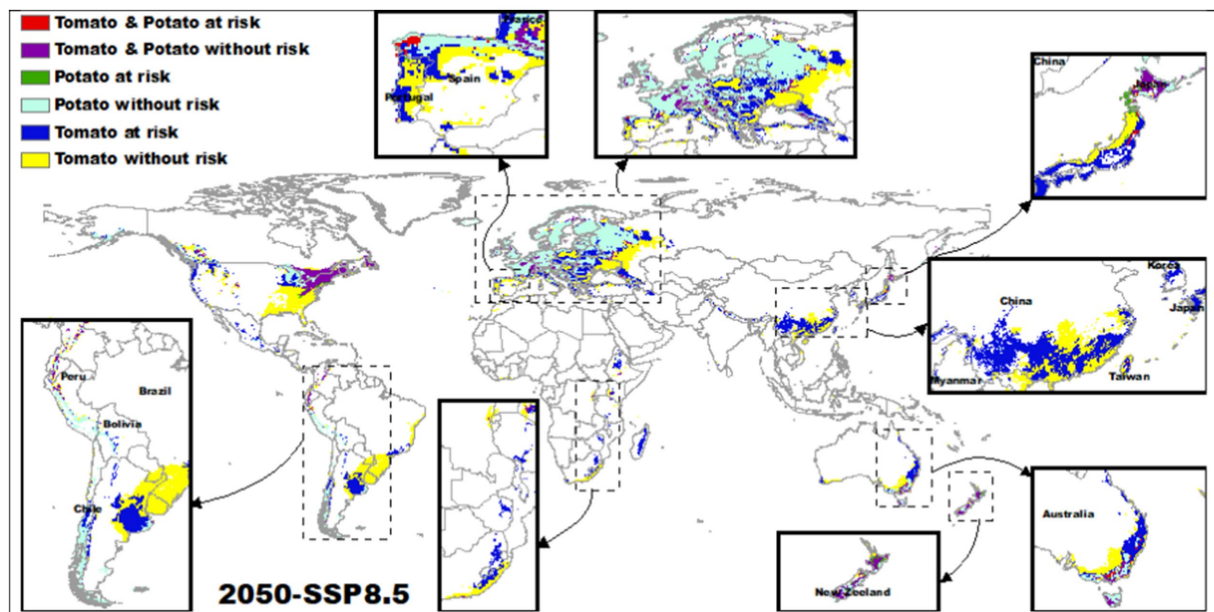 Tomato & Potato at risk
Tomato & Potato without risk
Potato at risk
Potato without risk
Tomato at risk
Tomato without risk
Spain
Portugal
China
Japan
China
Korea
Japan
Myanmar
Taiwan
Peru
Brazil
Bolivia
Chile
Australia
New Zeeland
2050-SSP8.5